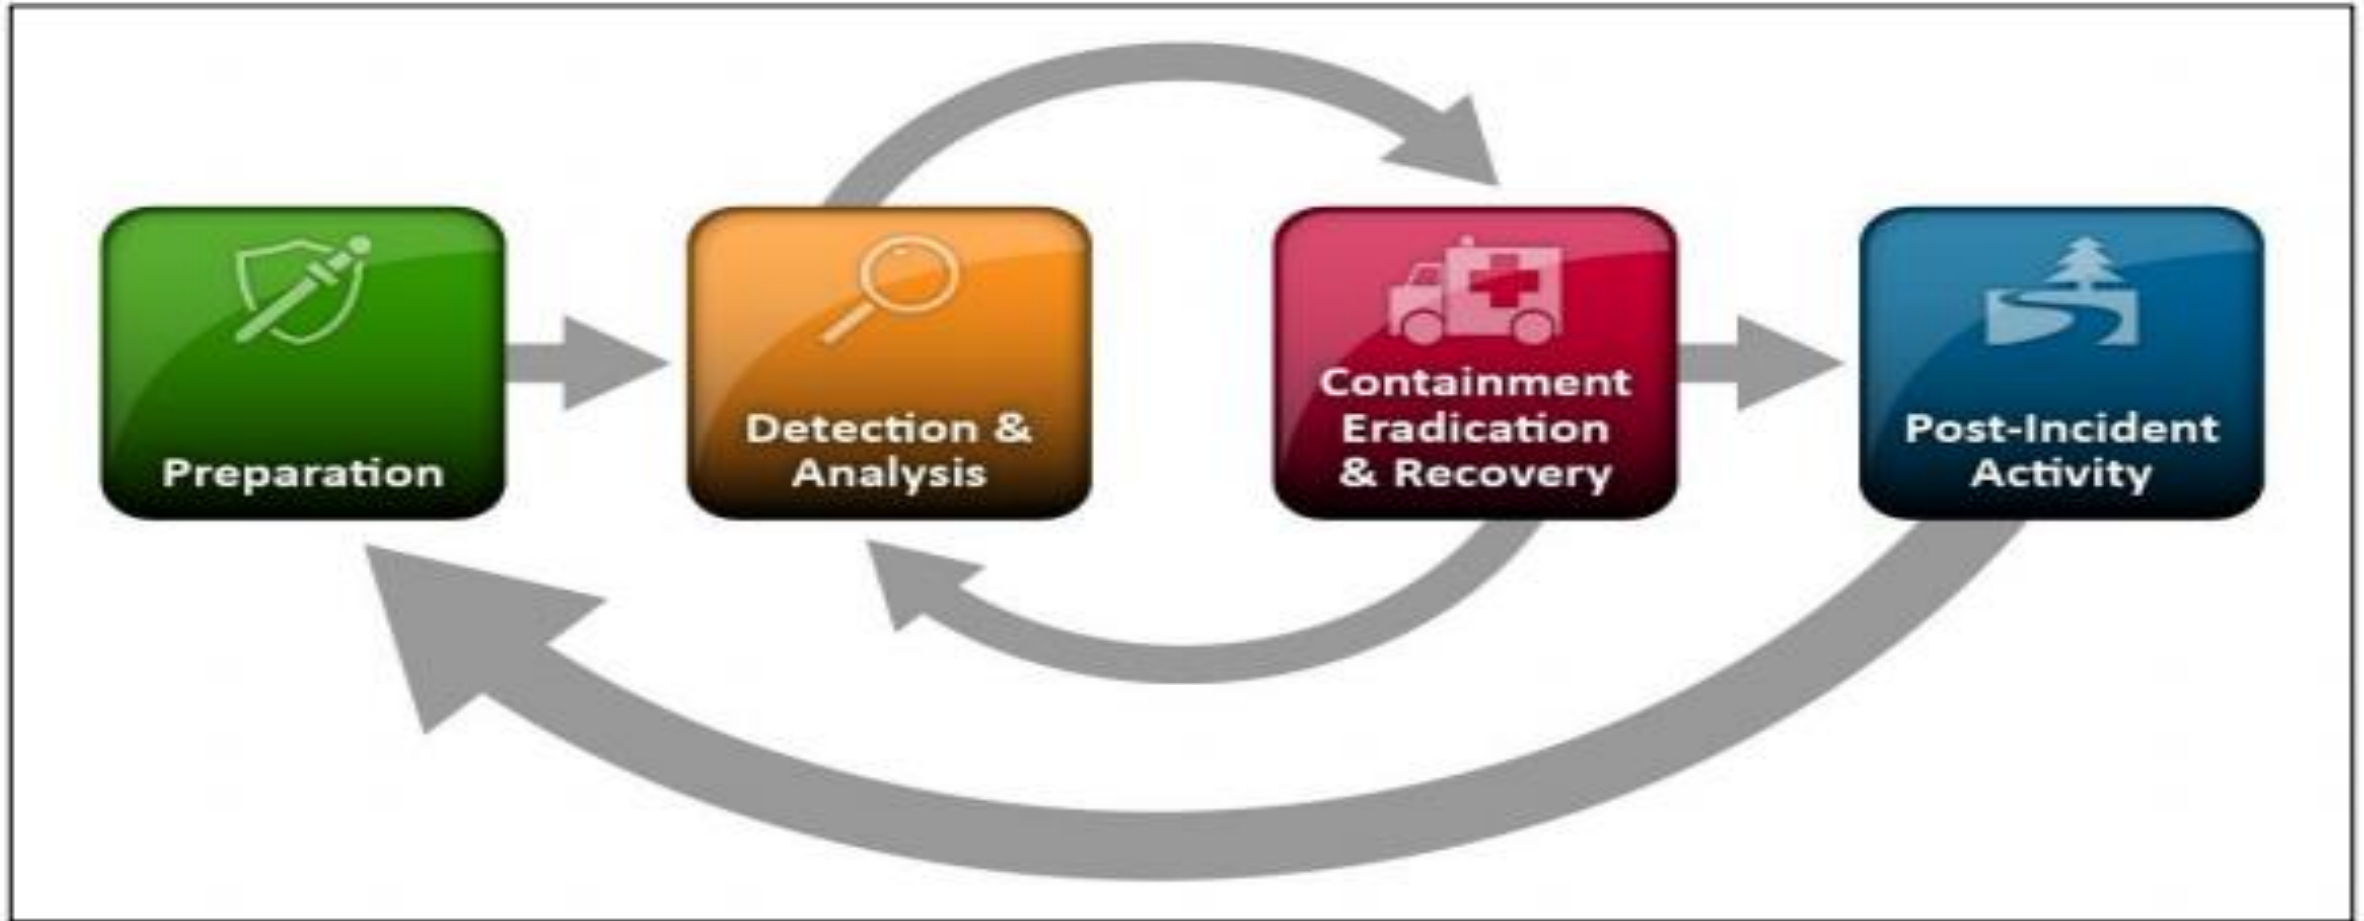 Preparation
Detection &
Analysis
Containment
Eradication
& Recovery
Post-Incident
Activity